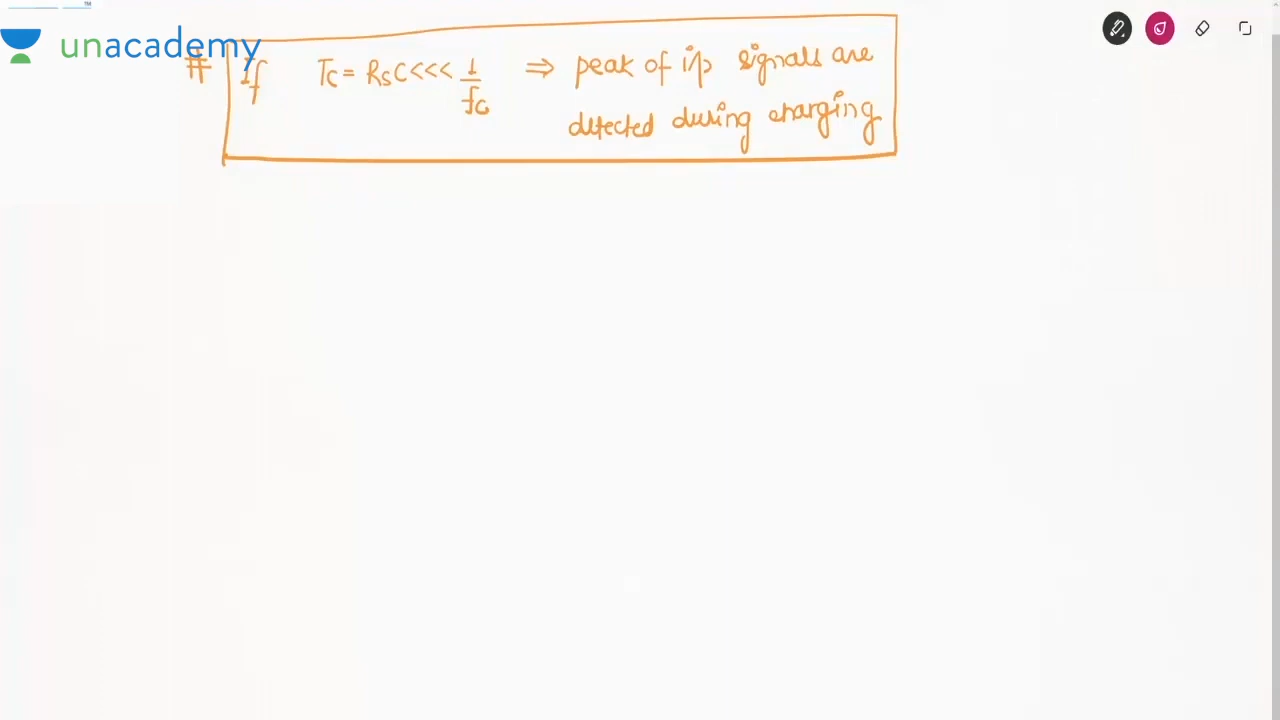 unacademy
# If Tc = RsC <<< 1/fc ⇒ peak of i/p signals are
detected during charging